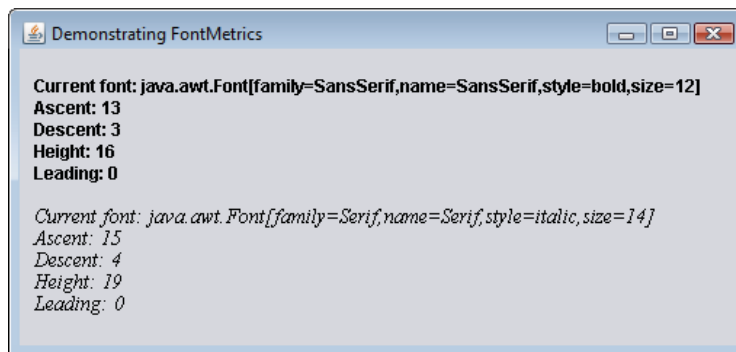 Demonstrating FontMetrics
Current font: java.awt.Font[family=SansSerif,name=SansSerif,style=bold,size=12]
Ascent: 13
Descent: 3
Height: 16
Leading: 0
Current font: java.awt.Font[family=Serif,name=Serif,style=italic,size=14]
Ascent: 15
Descent: 4
Height: 19
Leading: 0